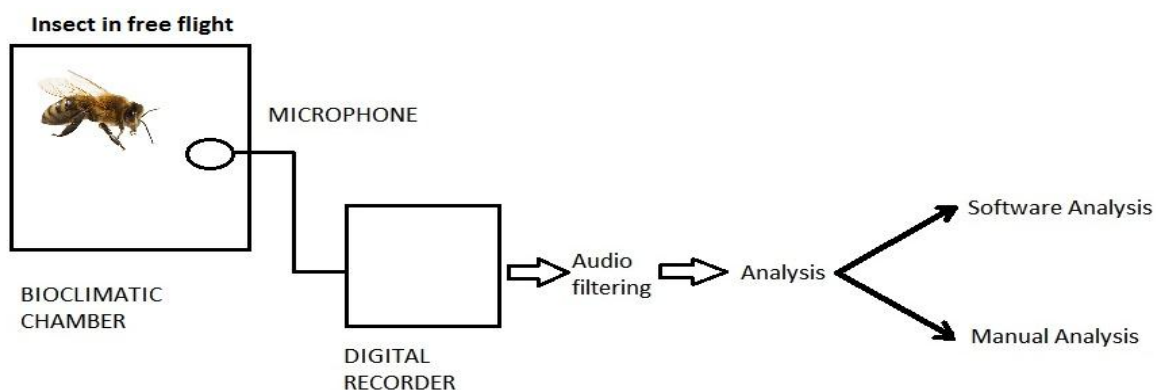 Insect in free flight
MICROPHONE
BIOCLIMATIC
CHAMBER
DIGITAL
RECORDER
Audio
filtering
Analysis
Software Analysis
Manual Analysis